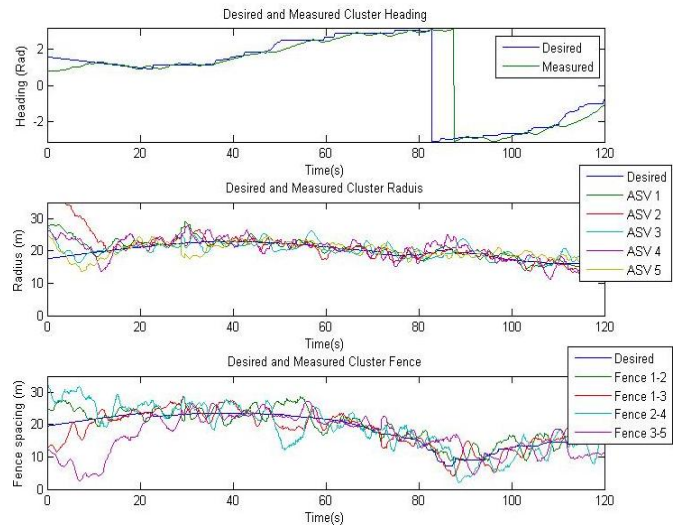 Desired and Measured Cluster Heading
Heading (Rad)
2
0
-2
0 20 40 60 80 100 120
Time(s)
Desired
Measured
Desired and Measured Cluster Raduis
Radius (m)
30
20
10
0
0 20 40 60 80 100 120
Time(s)
Desired
ASV 1
ASV 2
ASV 3
ASV 4
ASV 5
Desired and Measured Cluster Fence
Fence spacing (m)
30
20
10
0
0 20 40 60 80 100 120
Time(s)
Desired
Fence 1-2
Fence 1-3
Fence 2-4
Fence 3-5